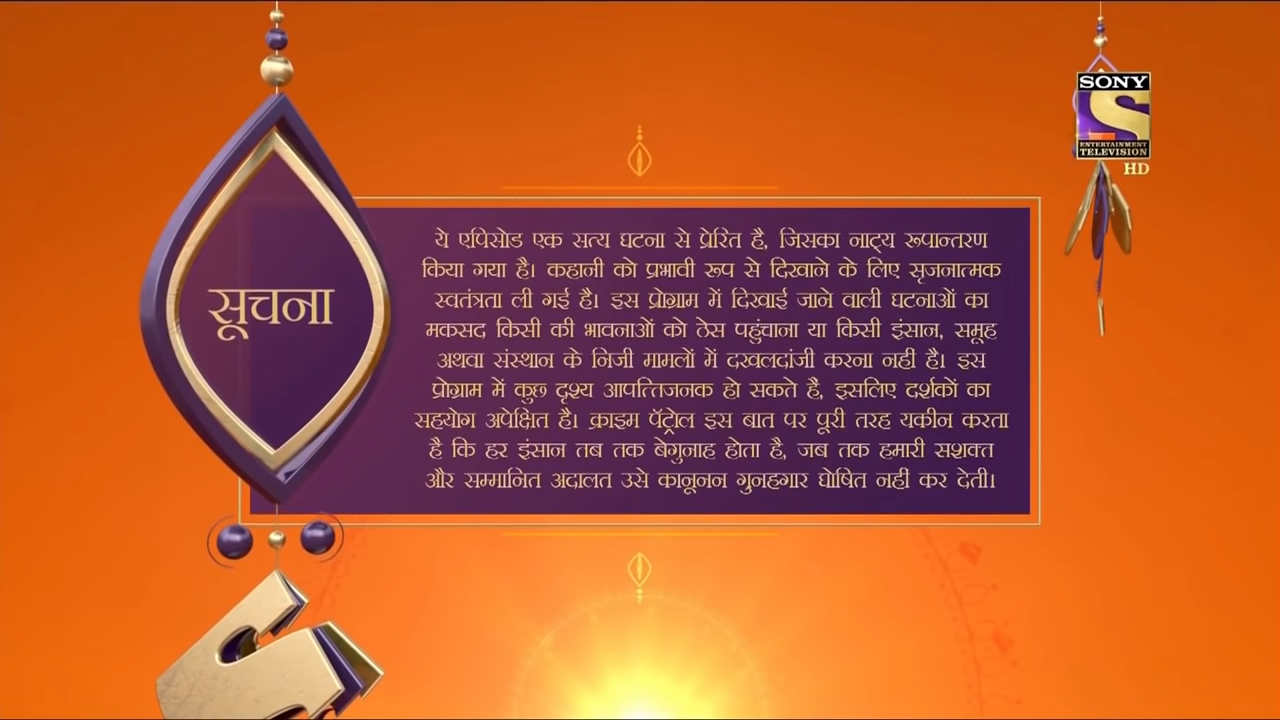 सूचना
ये एपिसोड एक सत्य घटना से प्रेरित है, जिसका नाट्य रूपान्तरण
किया गया है। कहानी को प्रभावी रूप से दिखाने के लिए सृजनात्मक
स्वतंत्रता ली गई है। इस प्रोग्राम में दिखाई जाने वाली घटनाओं का
मकसद किसी की भावनाओं को ठेस पहुंचाना या किसी इंसान, समूह
अथवा संस्थान के निजी मामलों में दखलदांजी करना नहीं है। इस
प्रोग्राम में कुछ दृश्य आपत्तिजनक हो सकते है, इसलिए दर्शकों का
सहयोग अपेक्षित है। क्राइम पॅट्रोल इस बात पर पूरी तरह यकीन करता
है कि हर इंसान तब तक बेगुनाह होता है, जब तक हमारी सशक्त
और सम्मानित अदालत उसे कानूनन गुनहगार घोषित नहीं कर देती।
SONY
ENTERTAINMENT
TELEVISION
HD